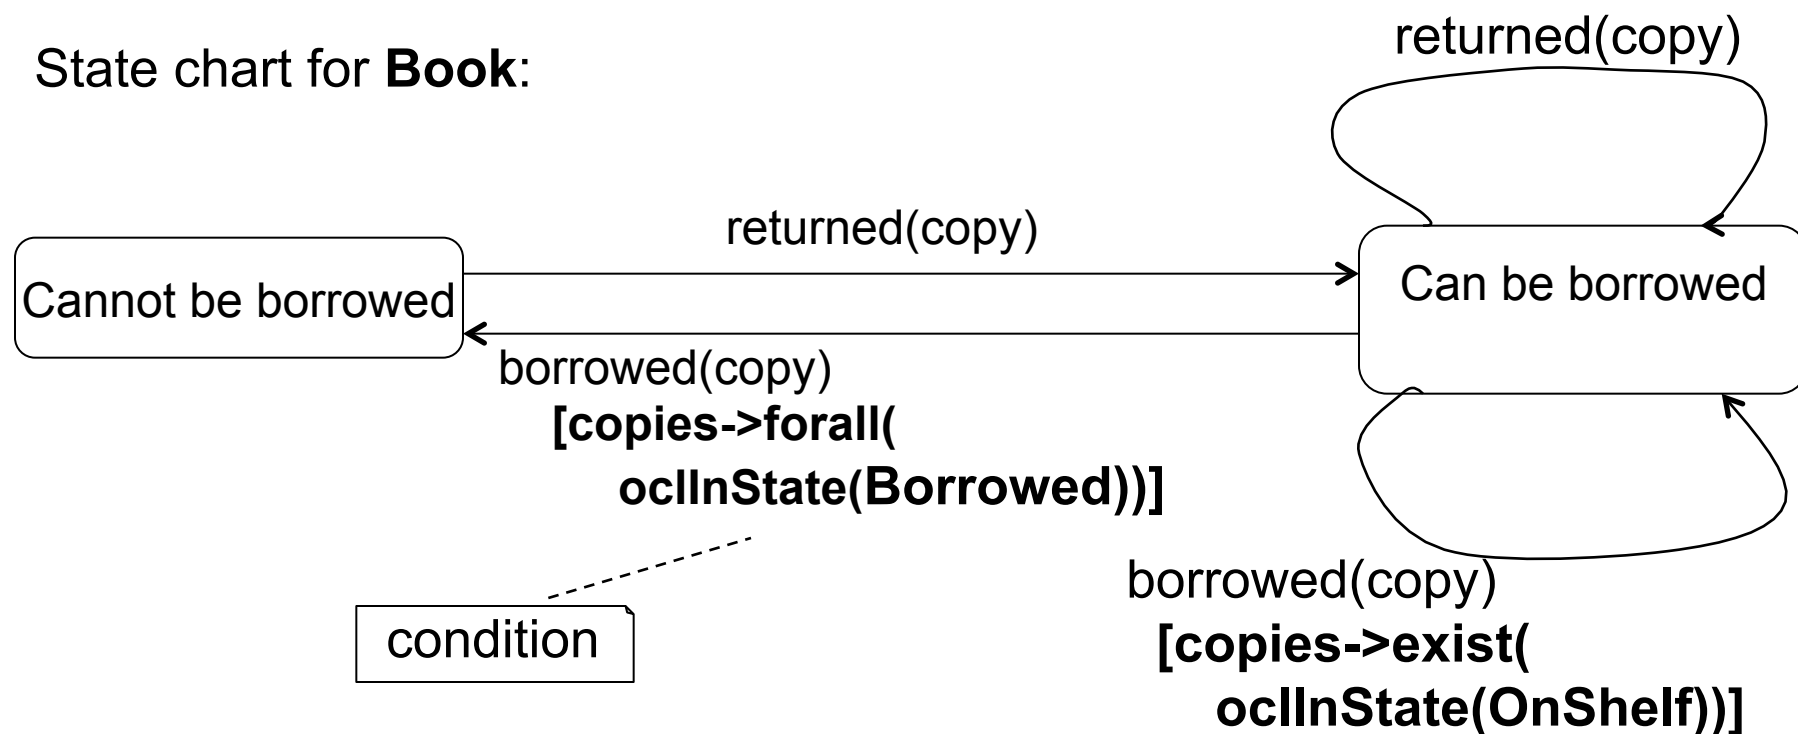 State chart for Book:
returned(copy)
returned(copy)
Cannot be borrowed
Can be borrowed
borrowed(copy)
[copies->forall(
oclInState(Borrowed))]
condition
borrowed(copy)
[copies->exist(
oclInState(OnShelf))]